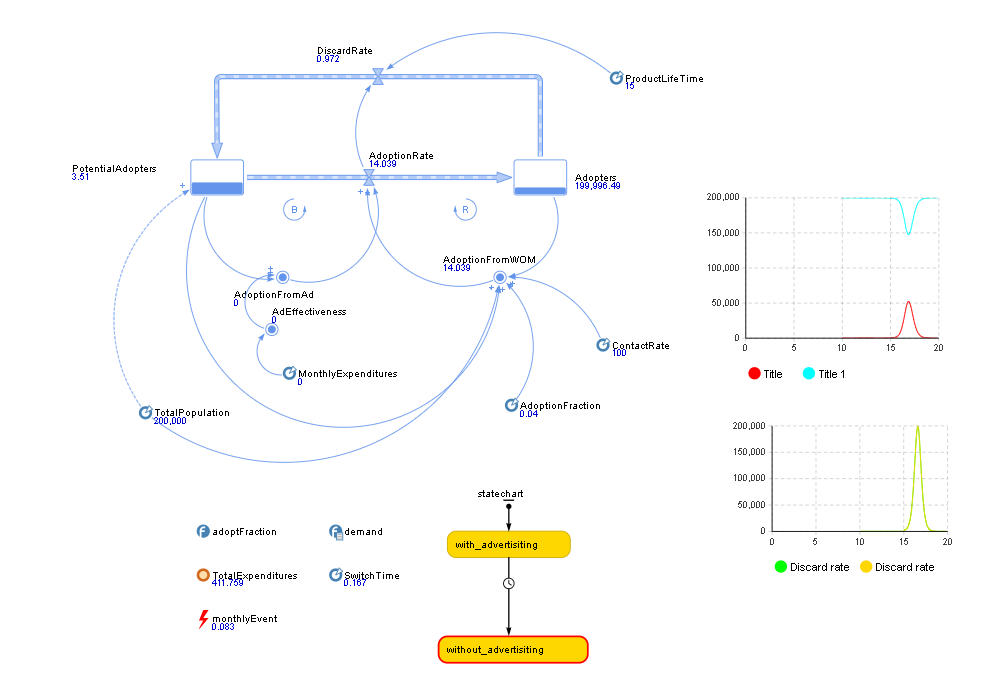 DiscardRate
0.972
ProductLifeTime
15
PotentialAdopters
3.51
AdoptionRate
14.039
Adopters
199,996.49
B
R
AdoptionFromWOM
14.039
AdoptionFromAd
0
AdEffectiveness
0
ContactRate
100
MonthlyExpenditures
0
AdoptionFraction
0.04
TotalPopulation
200,000
200,000
150,000
100,000
50,000
0
0 5 10 15 20
Title Title 1
200,000
150,000
100,000
50,000
0
0 5 10 15 20
Discard rate Discard rate
statechart
with_advertisiting
without_advertisiting
F adoptFraction
F demand
TotalExpenditures
411.759
SwitchTime
0.167
monthlyEvent
0.083